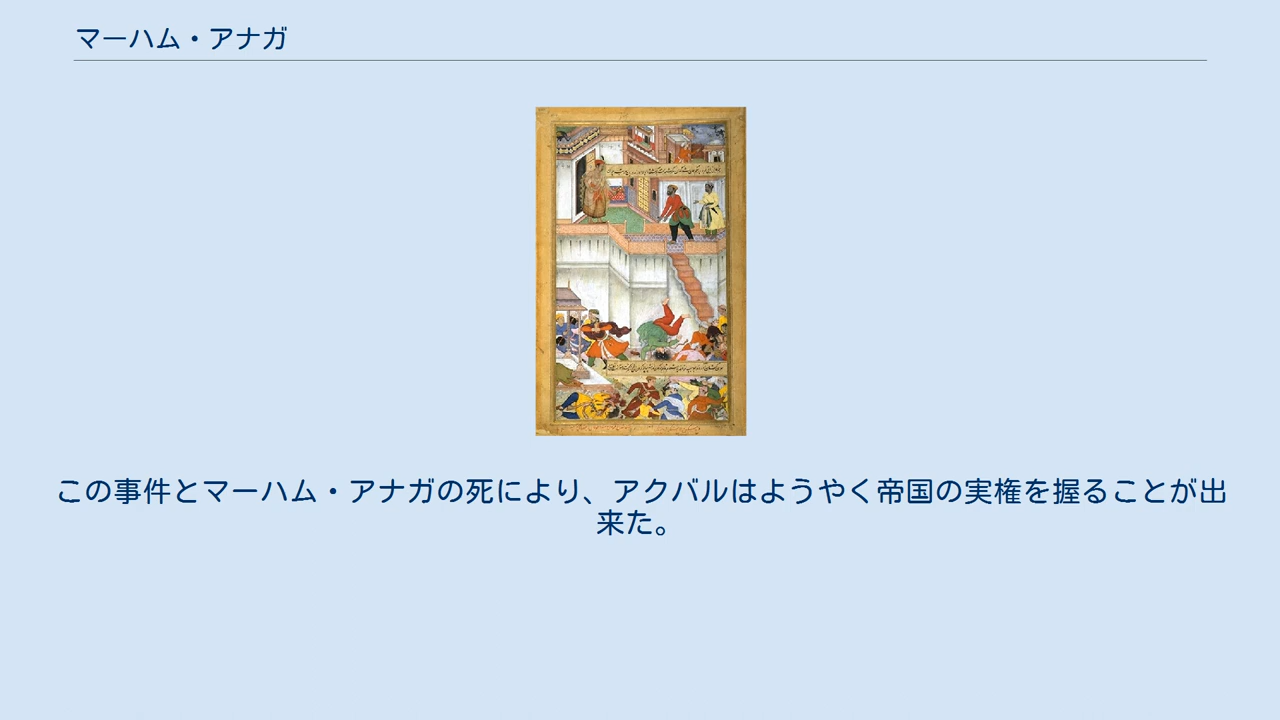 マーハム・アナガ
この事件とマーハム・アナガの死により、アクバルはようやく帝国の実権を握ることが出
来た。